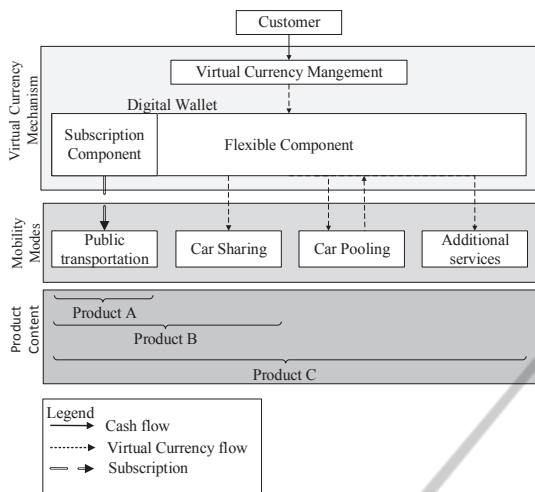 Customer
Virtual Currency Mechanism
Virtual Currency Mangement
Digital Wallet
Subscription
Component
Flexible Component
Mobility
Modes
Public
transportation
Car Sharing
Car Pooling
Additional
services
Product
Content
Product A
Product B
Product C
Legend
Cash flow
Virtual Currency flow
Subscription